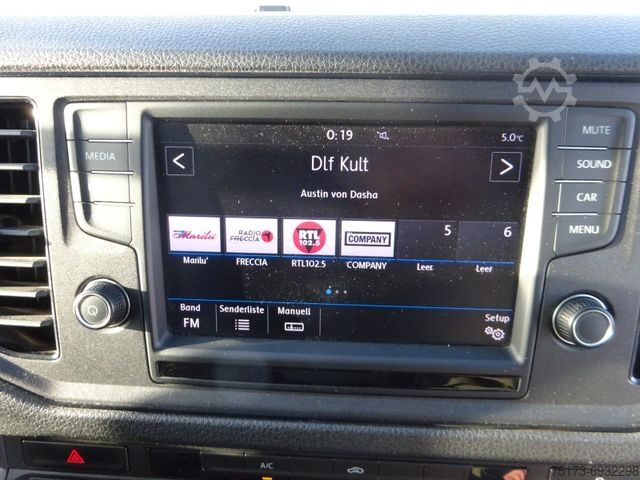 0:19
5.0°C
MUTE
MEDIA
Dlf Kult
SOUND
Austin von Dasha
CAR
MENU
Marilù
RADIO
FRECCIA
RTL
102.5
COMPANY
5
6
Marilu'
FRECCIA
RTL102.5
COMPANY
Leer
Leer
Band
Senderliste
Manuell
Setup
FM
A/C
75173-6932298